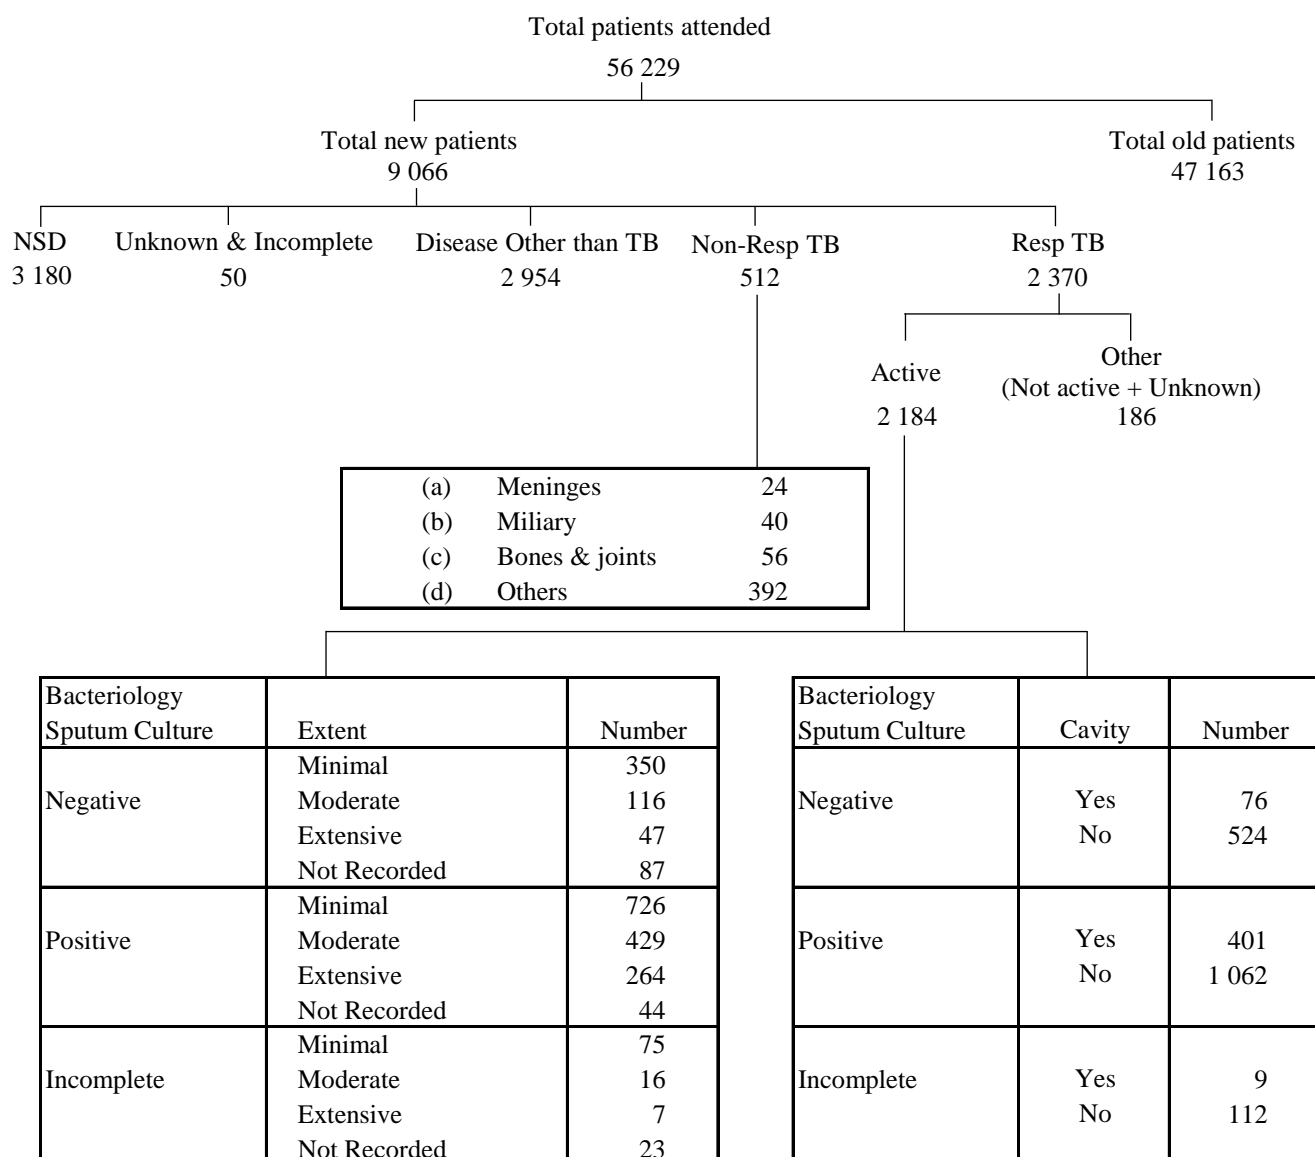 Total patients attended
56 229
Total new patients
9 066
Total old patients
47 163
NSD
3 180
Unknown & Incomplete
50
Disease Other than TB
2 954
Non-Resp TB
512
Resp TB
2 370
Active
2 184
Other
(Not active + Unknown)
186
(a) Meninges 24
(b) Miliary 40
(c) Bones & joints 56
(d) Others 392
Bacteriology
Sputum Culture Extent Number
Minimal 350
Negative Moderate 116
Extensive 47
Not Recorded 87
Minimal 726
Positive Moderate 429
Extensive 264
Not Recorded 44
Minimal 75
Incomplete Moderate 16
Extensive 7
Not Recorded 23
Bacteriology
Sputum Culture Cavity Number
Negative Yes 76
No 524
Positive Yes 401
No 1 062
Incomplete Yes 9
No 112